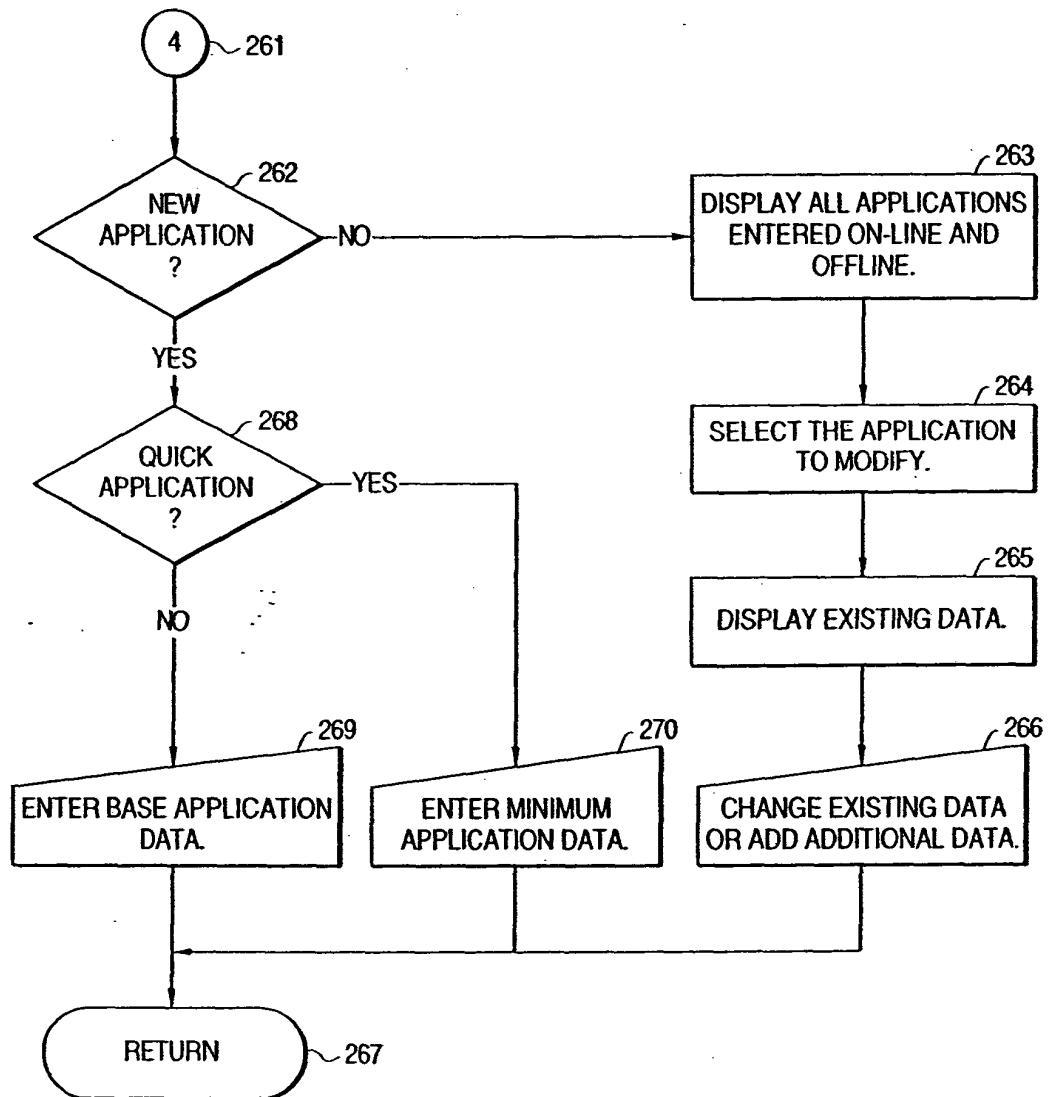 4
261
262
NEW
APPLICATION
?
NO
263
DISPLAY ALL APPLICATIONS
ENTERED ON-LINE AND
OFFLINE.
YES
264
SELECT THE APPLICATION
TO MODIFY.
268
QUICK
APPLICATION
?
YES
NO
265
DISPLAY EXISTING DATA.
269
ENTER BASE APPLICATION
DATA.
270
ENTER MINIMUM
APPLICATION DATA.
266
CHANGE EXISTING DATA
OR ADD ADDITIONAL DATA.
RETURN
267